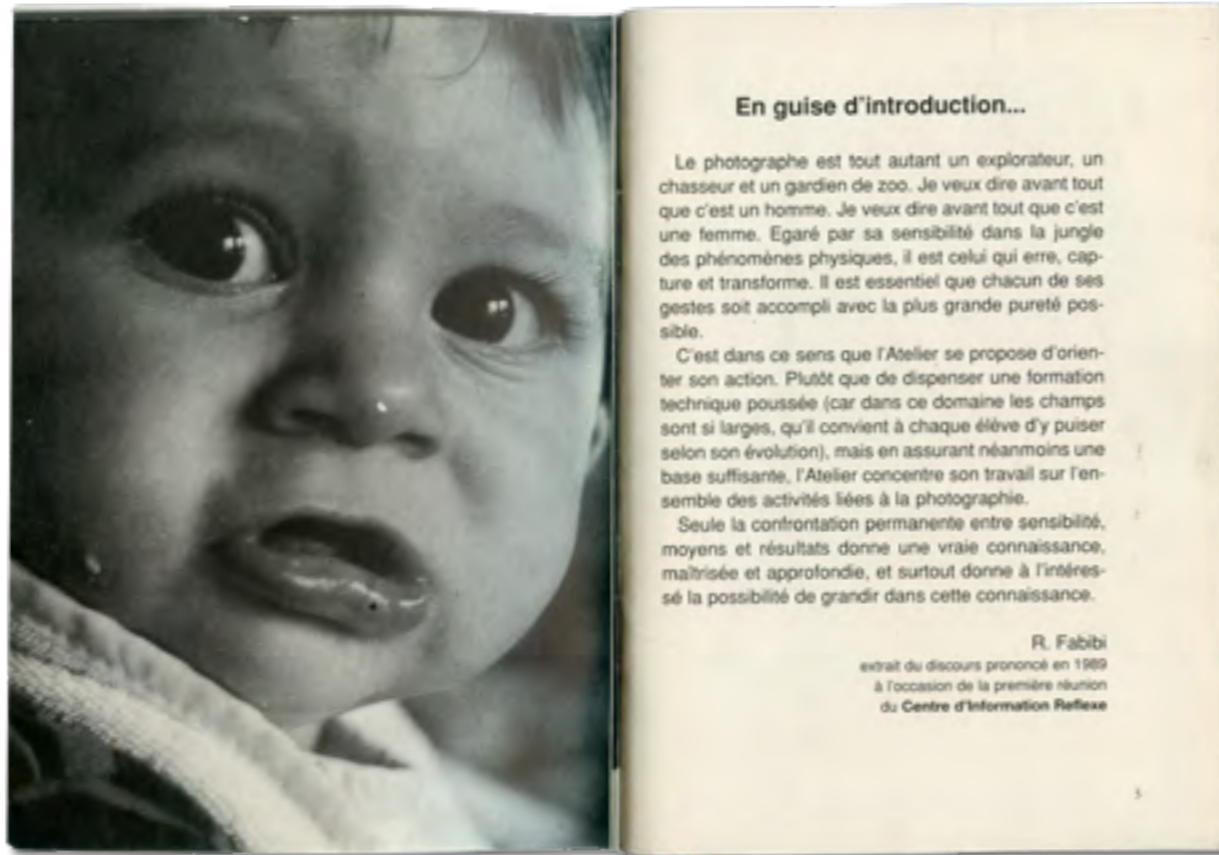 En guise d'introduction...
Le photographe est tout autant un explorateur, un
chasseur et un gardien de zoo. Je veux dire avant tout
que c'est un homme. Je veux dire avant tout que c'est
une femme. Egaré par sa sensibilité dans la jungle
des phénomènes physiques, il est celui qui erre, cap-
ture et transforme. Il est essentiel que chacun de ses
gestes soit accompli avec la plus grande pureté pos-
sible.
C'est dans ce sens que l'Atelier se propose d'orien-
ter son action. Plutôt que de dispenser une formation
technique poussée (car dans ce domaine les champs
sont si larges, qu'il convient à chaque élève d'y puiser
selon son évolution), mais en assurant néanmoins une
base suffisante, l'Atelier concentre son travail sur l'en-
semble des activités liées à la photographie.
Seule la confrontation permanente entre sensibilité,
moyens et résultats donne une vraie connaissance,
maîtrisée et approfondie, et surtout donne à l'intéres-
sé la possibilité de grandir dans cette connaissance.
R. Fabibi
extrait du discours prononcé en 1989
à l'occasion de la première réunion
du Centre d'Information Reflexe